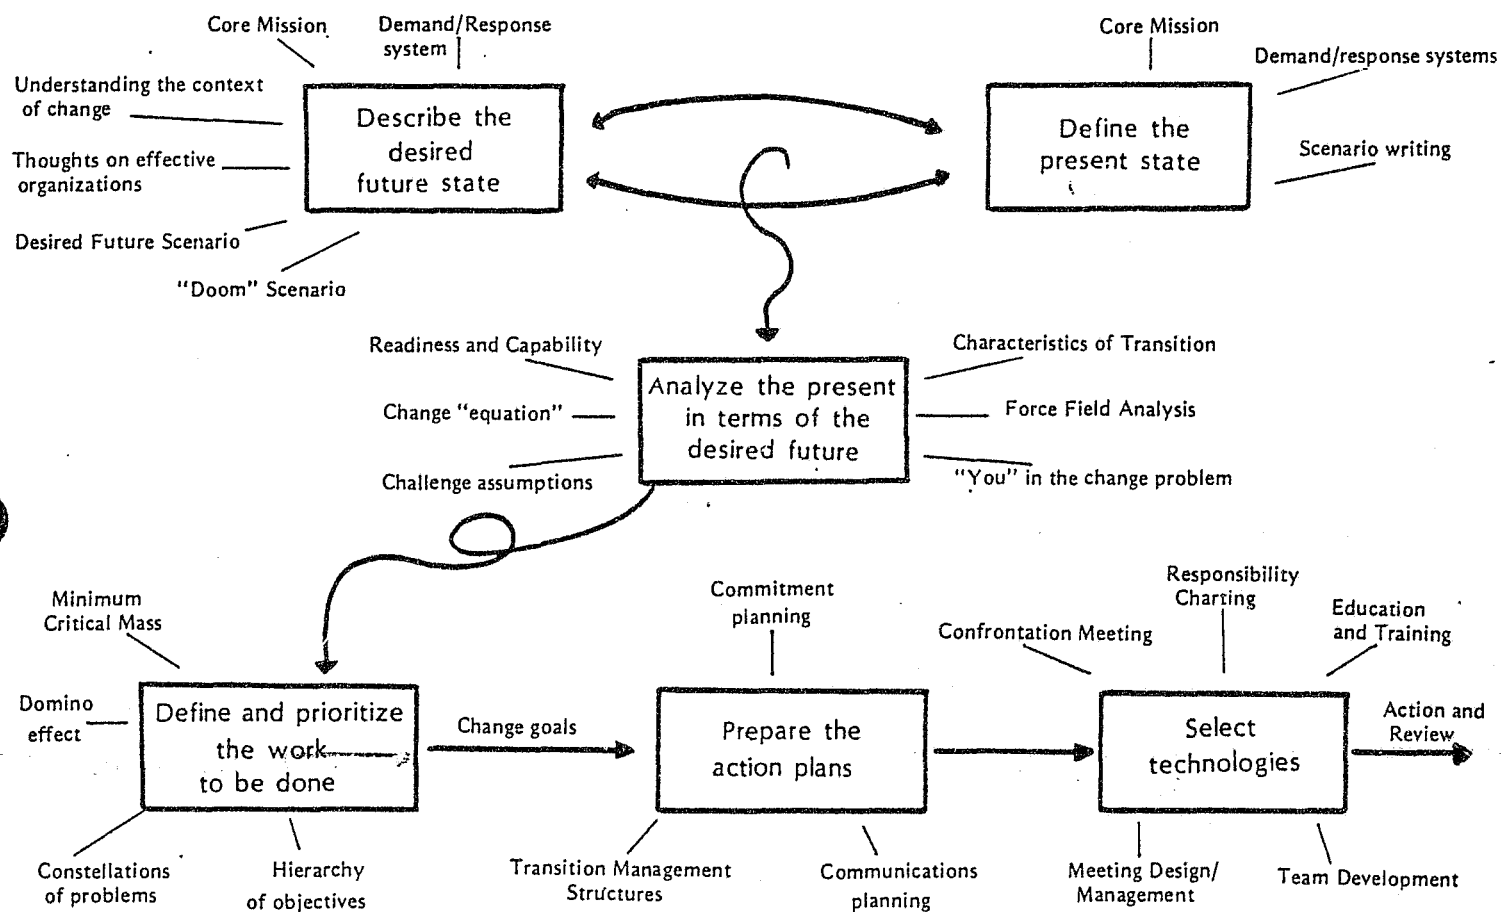 Core Mission
Demand/Response
system
Understanding the context
of change
Thoughts on effective
organizations
Desired Future Scenario
"Doom" Scenario
Describe the
desired
future state
Core Mission
Demand/response systems
Scenario writing
Define the
present state
Readiness and Capability
Change "equation"
Challenge assumptions
Analyze the present
in terms of the
desired future
Characteristics of Transition
Force Field Analysis
"You" in the change problem
Minimum
Critical Mass
Domino
effect
Define and prioritize
the work
to be done
Constellations
of problems
Hierarchy
of objectives
Change goals
Commitment
planning
Prepare the
action plans
Transition Management
Structures
Communications
planning
Confrontation Meeting
Responsibility
Charting
Education
and Training
Select
technologies
Meeting Design/
Management
Team Development
Action and
Review